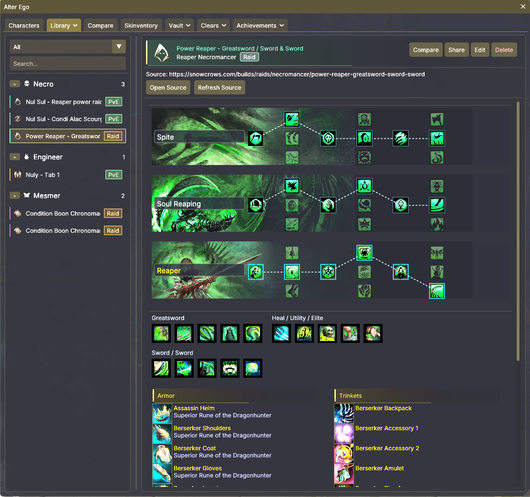 Alter Ego
Characters Library Compare Skinventory Vault Clears Achievements
All
Search...
Necro 3
Nul Sul - Reaper power raid PvE
Nul Sul - Condi Alac Scourg PvE
Power Reaper - Greatswor Raid
Engineer 1
Nuly - Tab 1 PvE
Mesmer 2
Condition Boon Chronoma Raid
Condition Boon Chronoma Raid
Power Reaper - Greatsword / Sword & Sword
Reaper Necromancer Raid
Compare Share Edit Delete
Source: https://snowcrows.com/builds/raids/necromancer/power-reaper-greatsword-sword-sword
Open Source Refresh Source
Spite
Soul Reaping
Reaper
Greatsword
Heal / Utility / Elite
Sword / Sword
Armor
Assassin Helm
Superior Rune of the Dragonhunter
Berserker Shoulders
Superior Rune of the Dragonhunter
Berserker Coat
Superior Rune of the Dragonhunter
Berserker Gloves
Superior Rune of the Dragonhunter
Trinkets
Berserker Backpack
Berserker Accessory 1
Berserker Accessory 2
Berserker Amulet